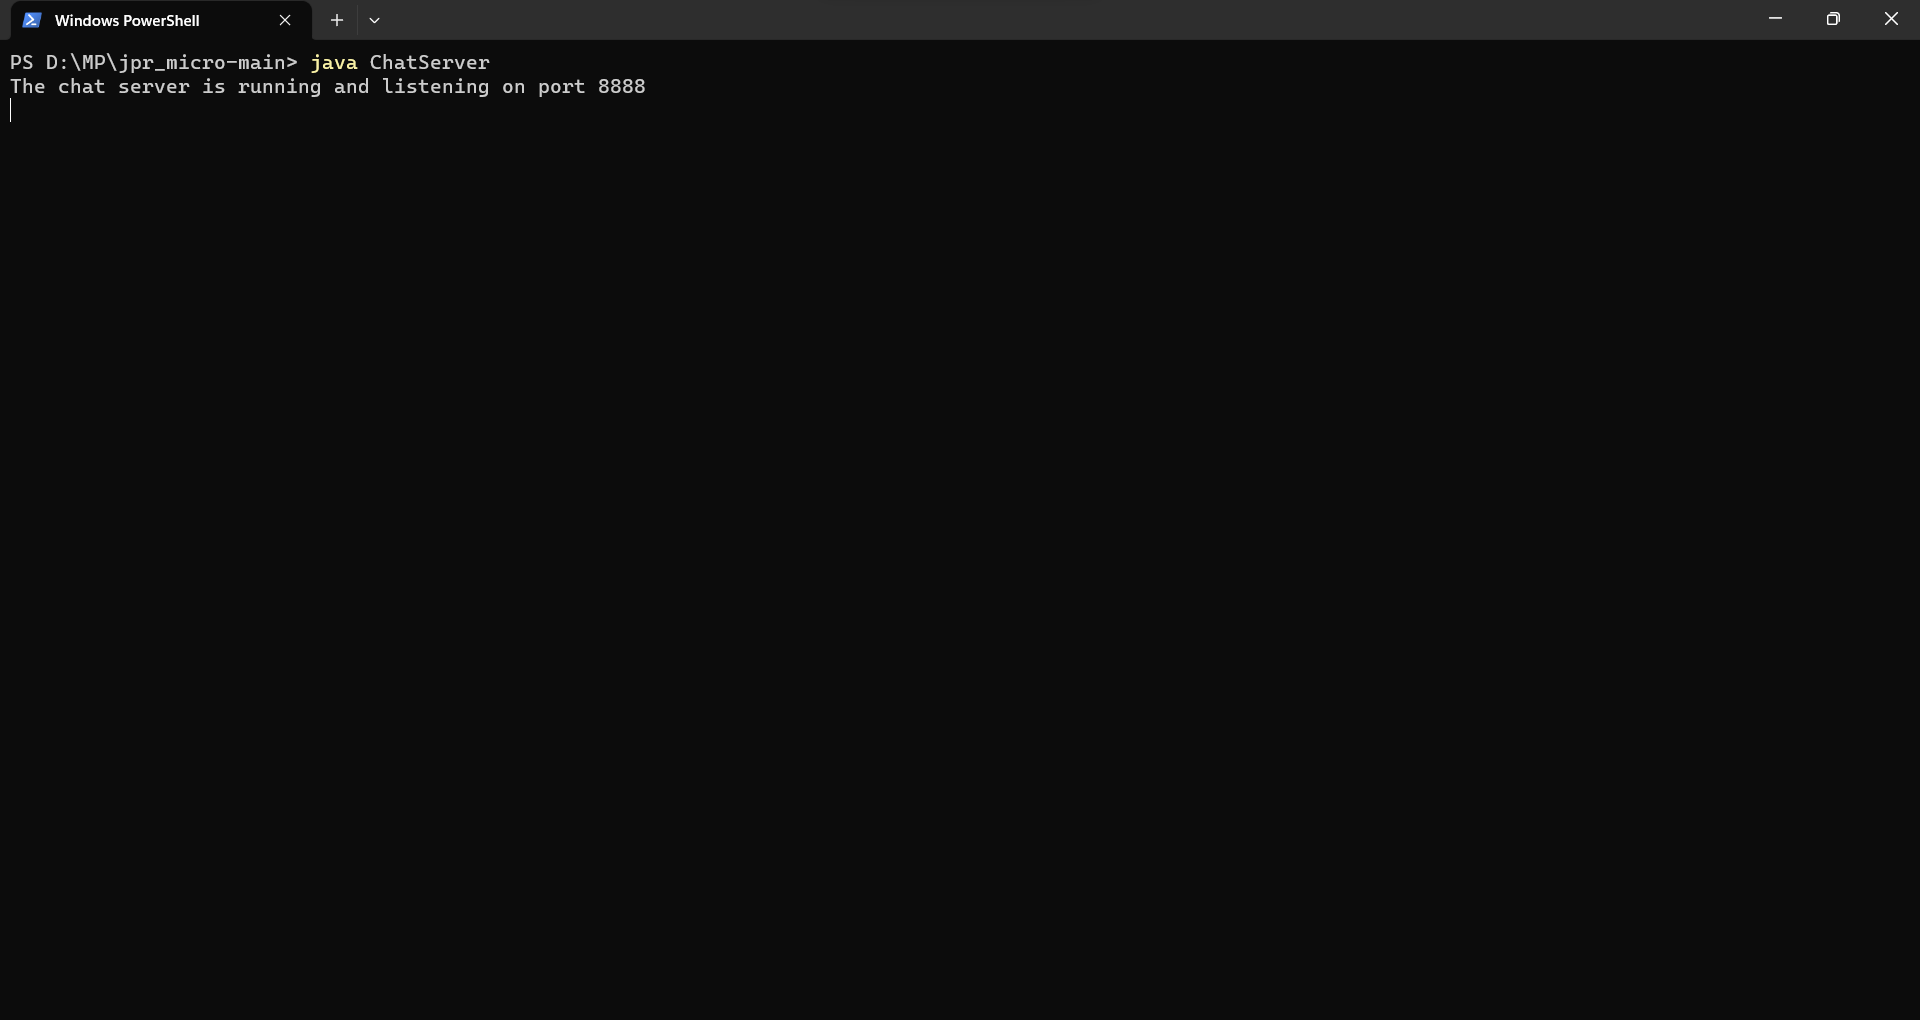 Windows PowerShell
PS D:\MP\jpr_micro-main> java ChatServer
The chat server is running and listening on port 8888